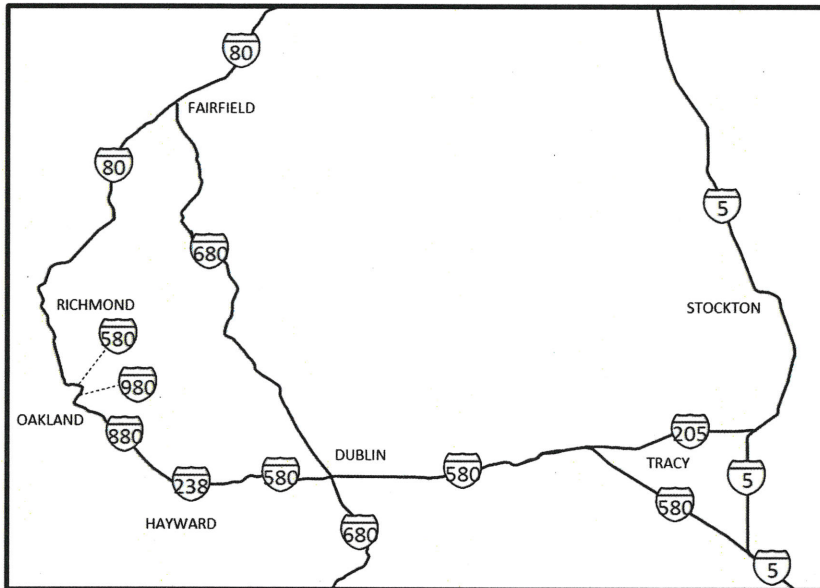 80
FAIRFIELD
80
5
680
RICHMOND
STOCKTON
580
980
OAKLAND
880
205
DUBLIN
TRACY
580
580
238
5
580
HAYWARD
680
5